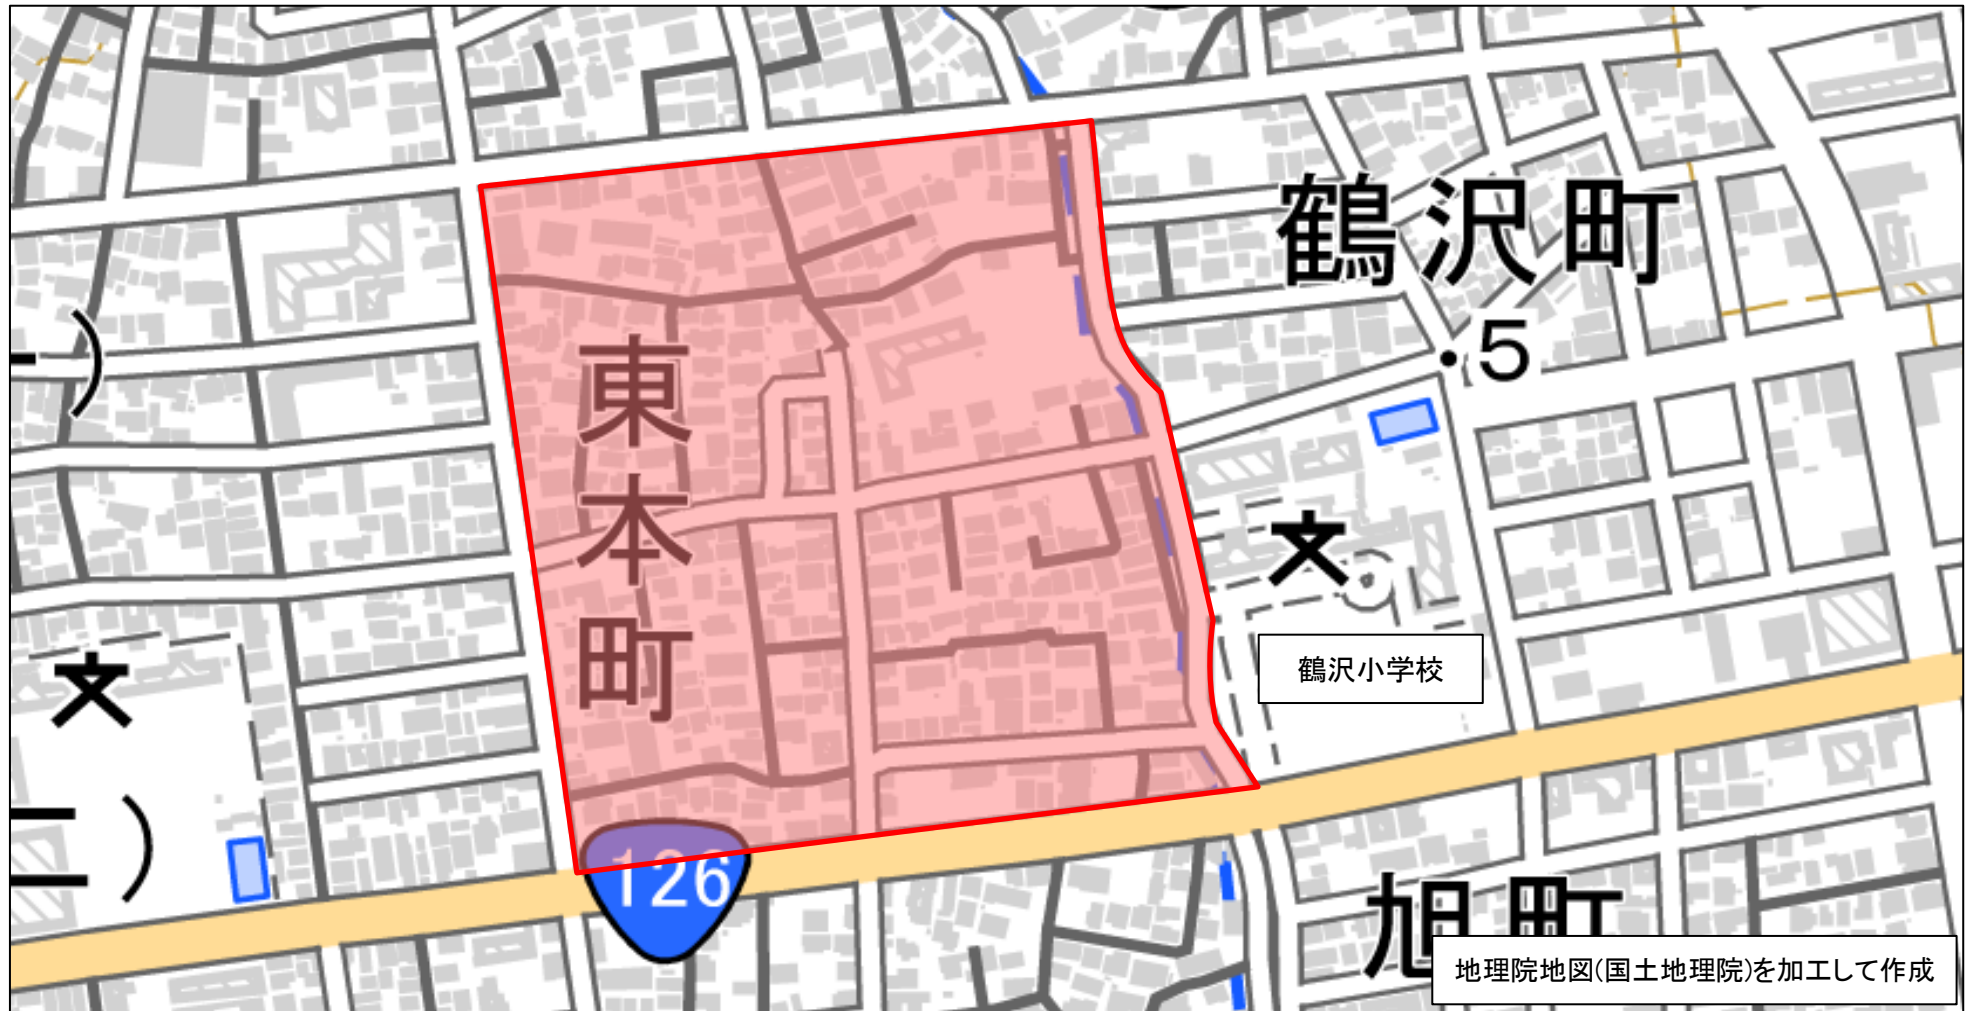 鶴沢町
・5
東本町
鶴沢小学校
126
旭町
地理院地図(国土地理院)を加工して作成
二)